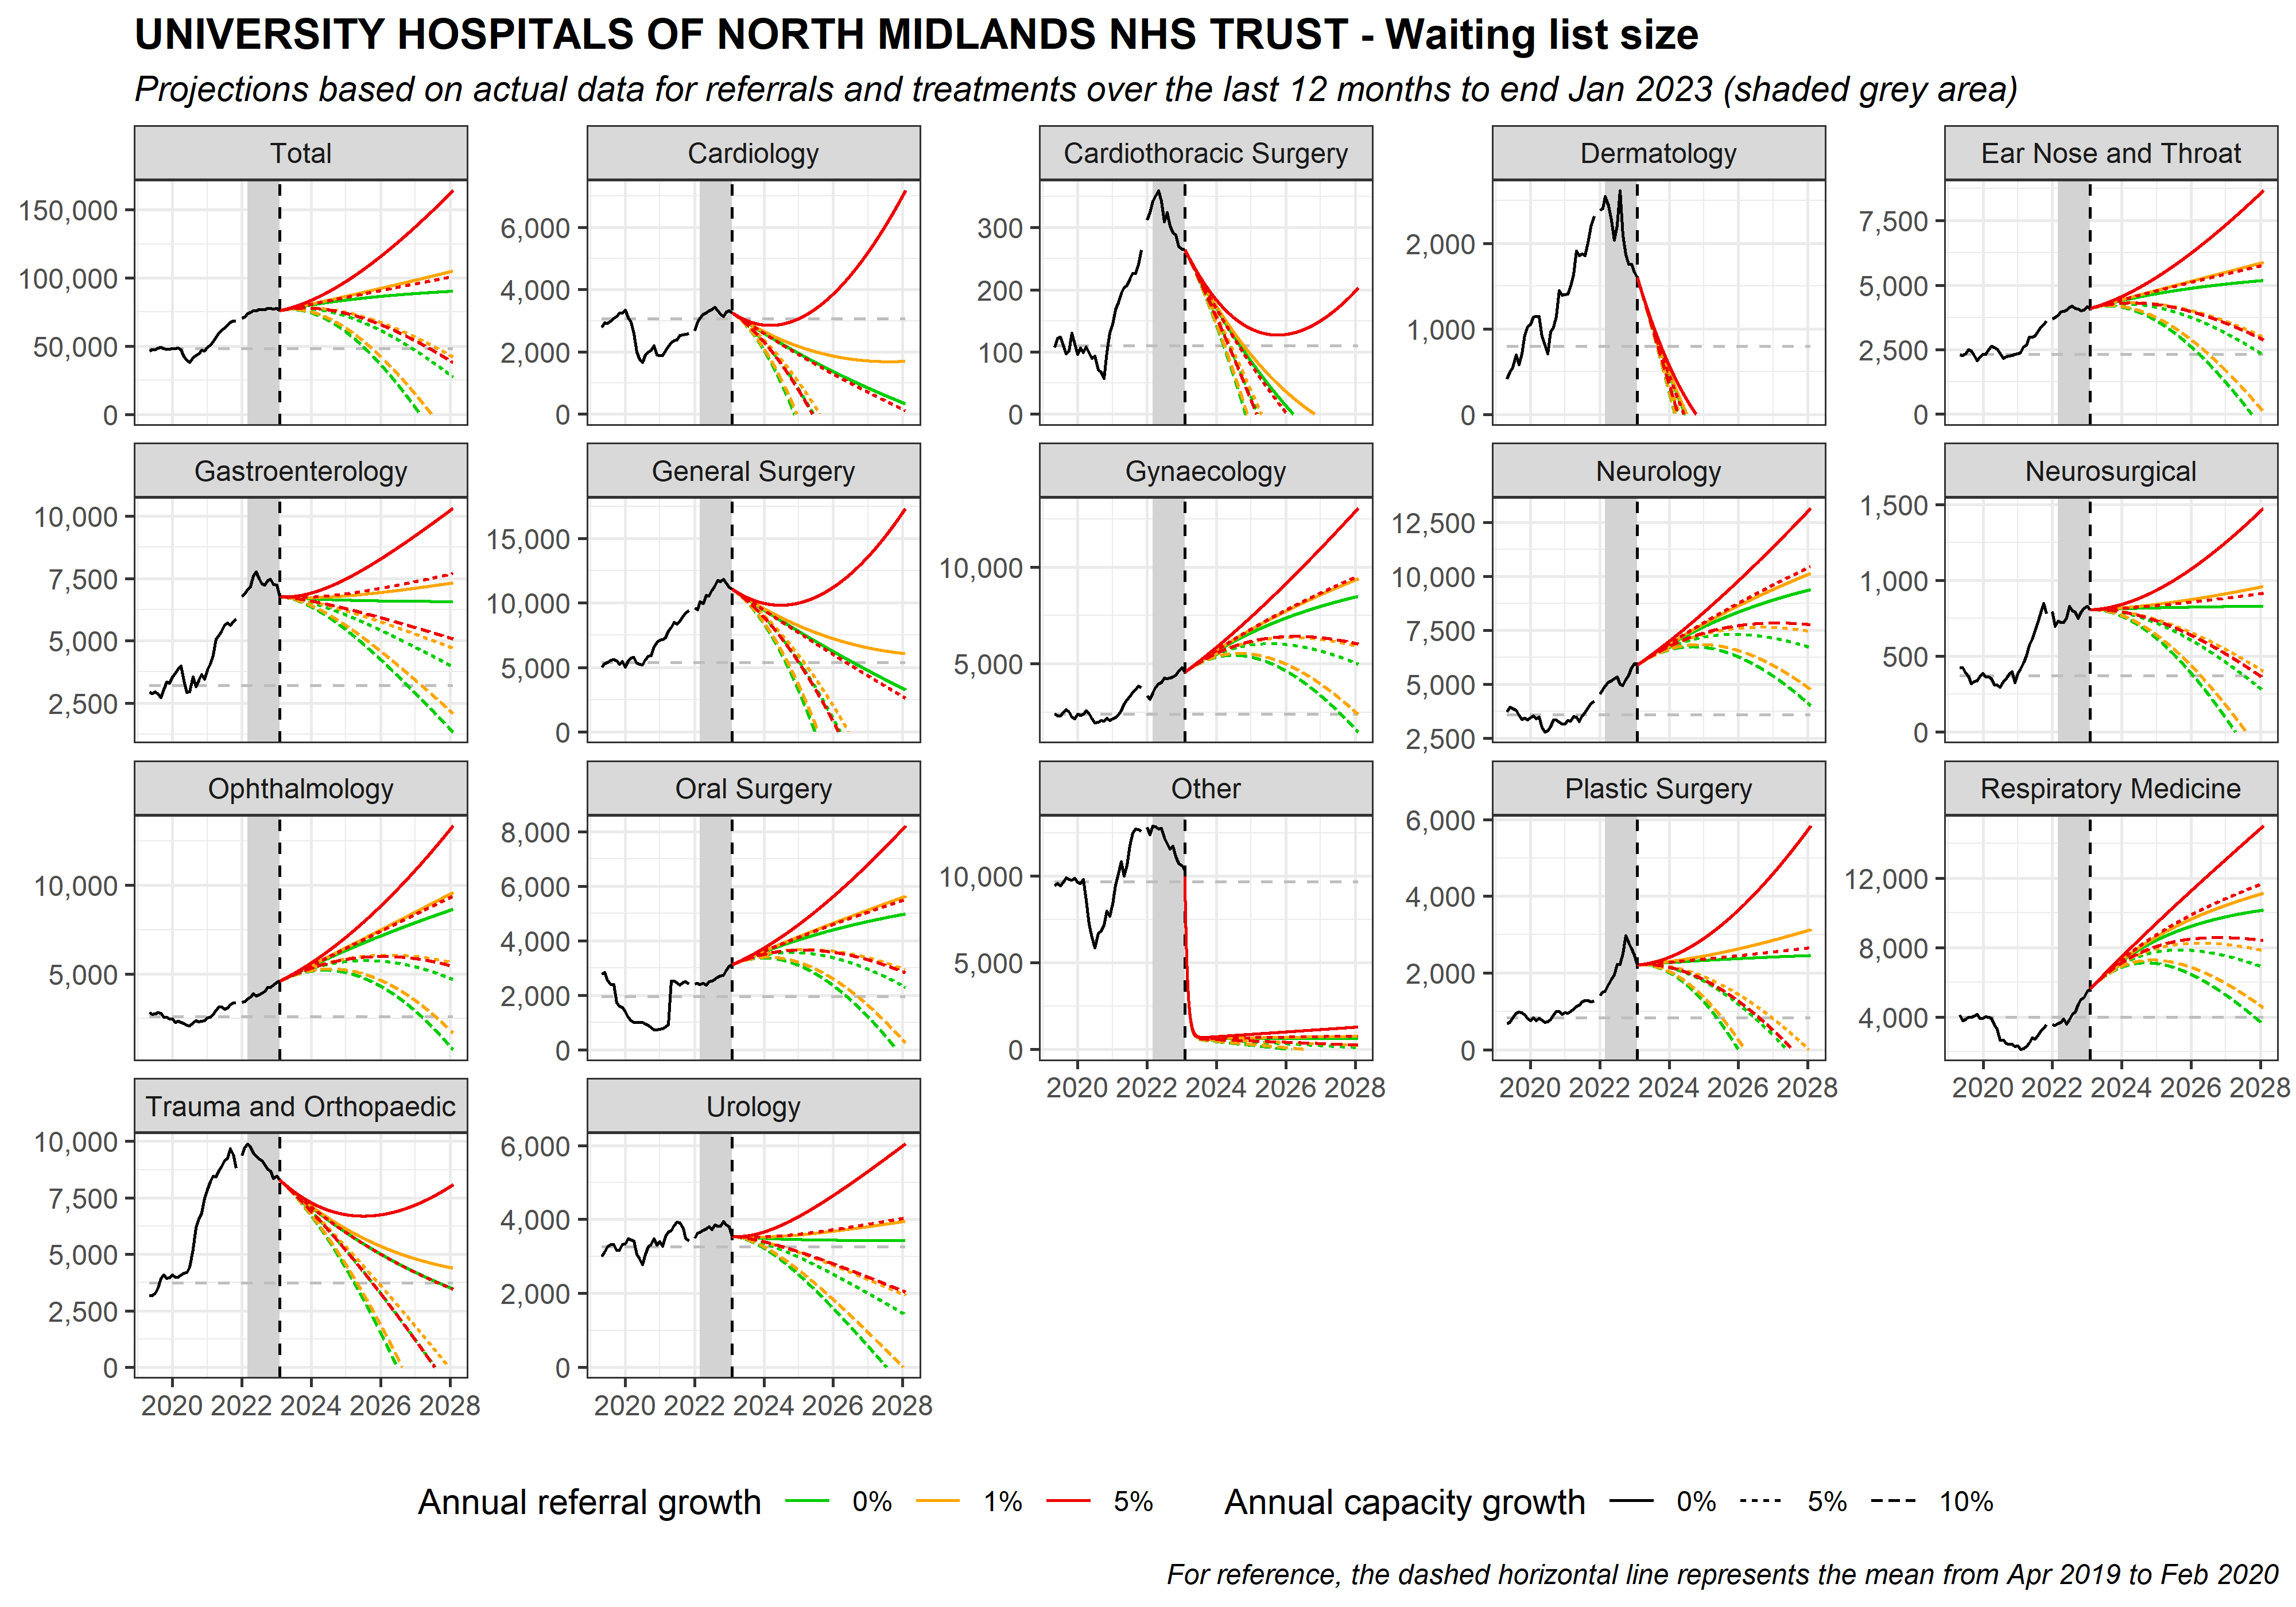 UNIVERSITY HOSPITALS OF NORTH MIDLANDS NHS TRUST - Waiting list size
Projections based on actual data for referrals and treatments over the last 12 months to end Jan 2023 (shaded grey area)
Total
150,000
100,000
50,000
0
Cardiology
6,000
4,000
2,000
0
Cardiothoracic Surgery
300
200
100
0
Dermatology
2,000
1,000
0
Ear Nose and Throat
7,500
5,000
2,500
0
Gastroenterology
10,000
7,500
5,000
2,500
General Surgery
15,000
10,000
5,000
0
Gynaecology
10,000
5,000
Neurology
12,500
10,000
7,500
5,000
2,500
Neurosurgical
1,500
1,000
500
0
Ophthalmology
10,000
5,000
Oral Surgery
8,000
6,000
4,000
2,000
0
Other
10,000
5,000
0
2020 2022 2024 2026 2028
Plastic Surgery
6,000
4,000
2,000
0
2020 2022 2024 2026 2028
Respiratory Medicine
12,000
8,000
4,000
2020 2022 2024 2026 2028
Trauma and Orthopaedic
10,000
7,500
5,000
2,500
0
2020 2022 2024 2026 2028
Urology
6,000
4,000
2,000
0
2020 2022 2024 2026 2028
Annual referral growth 0% 1% 5% Annual capacity growth 0% 5% 10%
For reference, the dashed horizontal line represents the mean from Apr 2019 to Feb 2020